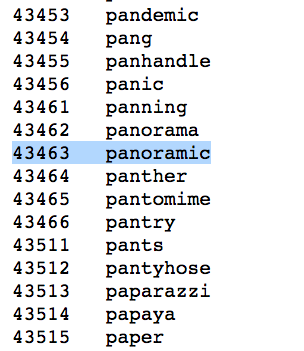 43453 pandemic
43454 pang
43455 panhandle
43456 panic
43461 panning
43462 panorama
43463 panoramic
43464 panther
43465 pantomime
43466 pantry
43511 pants
43512 pantyhose
43513 paparazzi
43514 papaya
43515 paper